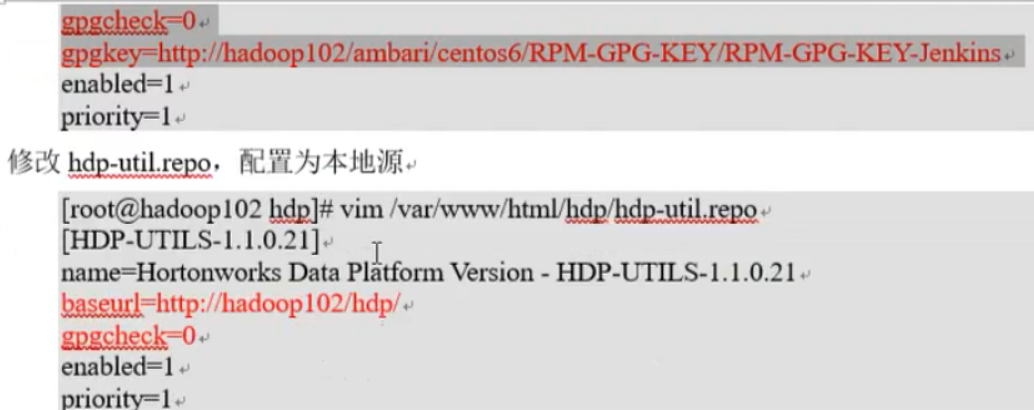 gpgcheck=0
gpgkey=http://hadoop102/ambari/centos6/RPM-GPG-KEY/RPM-GPG-KEY-Jenkins
enabled=1
priority=1
修改 hdp-util.repo，配置为本地源
[root@hadoop102 hdp]# vim /var/www/html/hdp/hdp-util.repo
[HDP-UTILS-1.1.0.21]
name=Hortonworks Data Platform Version - HDP-UTILS-1.1.0.21
baseurl=http://hadoop102/hdp/
gpgcheck=0
enabled=1
priority=1